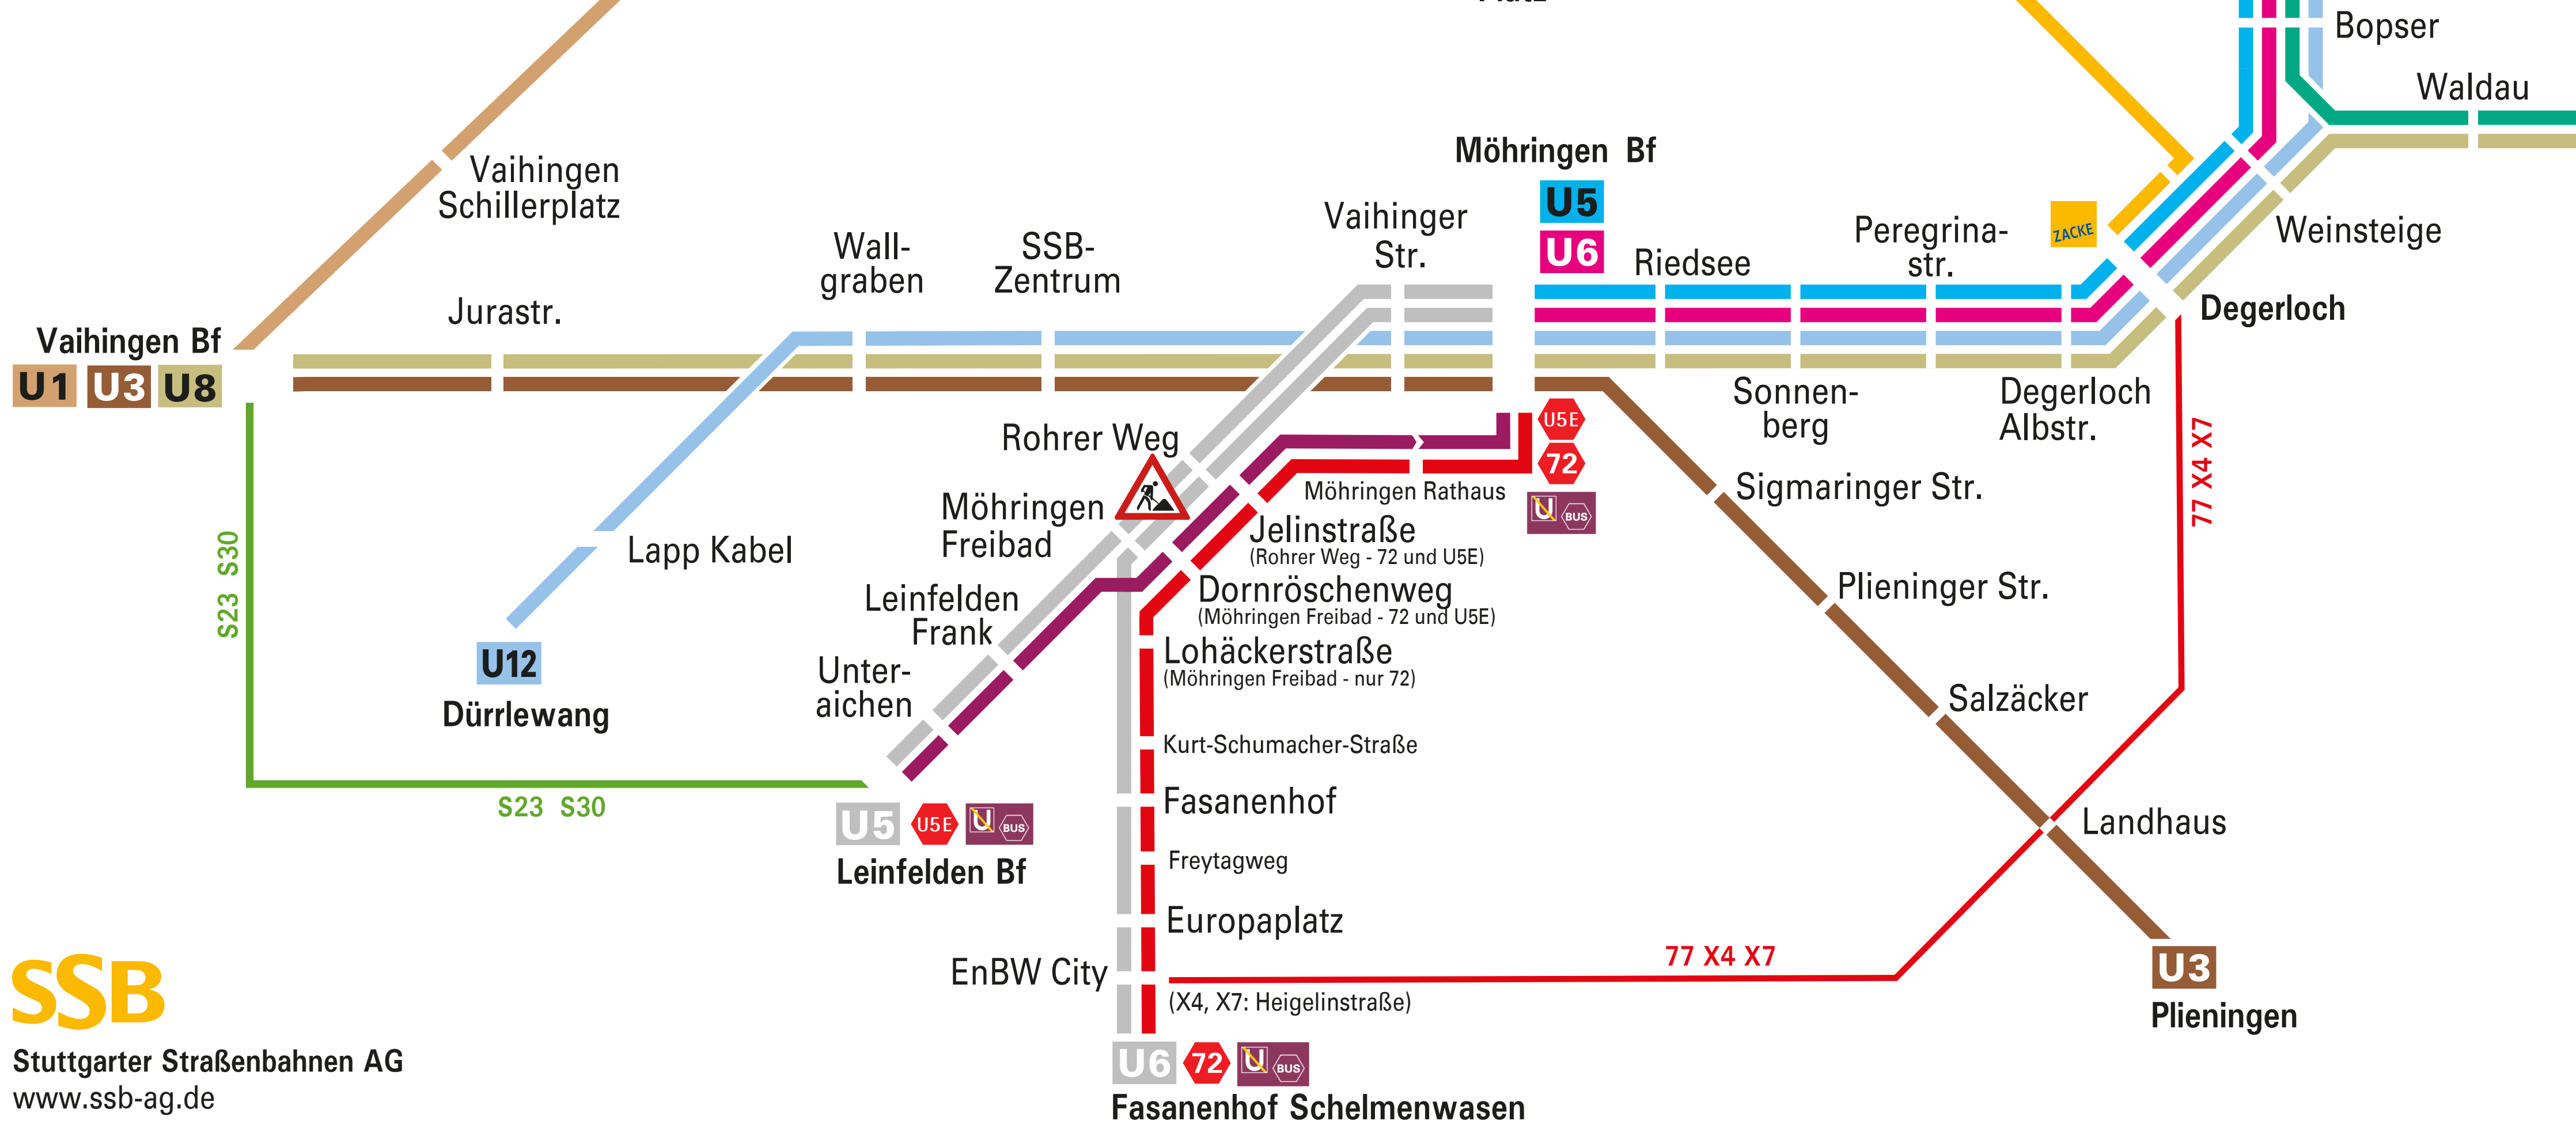 Bopser
Waldau
Vaihingen
Schillerplatz
Möhringen Bf
U5
U6
Vaihinger
Str.
Wall-
graben
SSB-
Zentrum
Riedsee
Peregrina-
str.
ZACKE
Weinsteige
Jurastr.
Degerloch
Vaihingen Bf
U1 U3 U8
Sonnen-
berg
Degerloch
Albstr.
Rohrer Weg
U5E
72
U BUS
Möhringen Rathaus
77 X4 X7
Sigmaringer Str.
Möhringen
Freibad
Jelinstraße
(Rohrer Weg - 72 und U5E)
Lapp Kabel
S23 S30
Dornröschenweg
(Möhringen Freibad - 72 und U5E)
Plieninger Str.
Leinfelden
Frank
Lohäckerstraße
(Möhringen Freibad - nur 72)
U12
Dürrlewang
Unter-
aichen
Salzäcker
Kurt-Schumacher-Straße
S23 S30
Fasanenhof
Landhaus
U5 U5E U BUS
Leinfelden Bf
Freytagweg
Europaplatz
77 X4 X7
EnBW City
(X4, X7: Heigelinstraße)
U3
Plieningen
SSB
Stuttgarter Straßenbahnen AG
www.ssb-ag.de
U6 72 U BUS
Fasanenhof Schelmenwasen